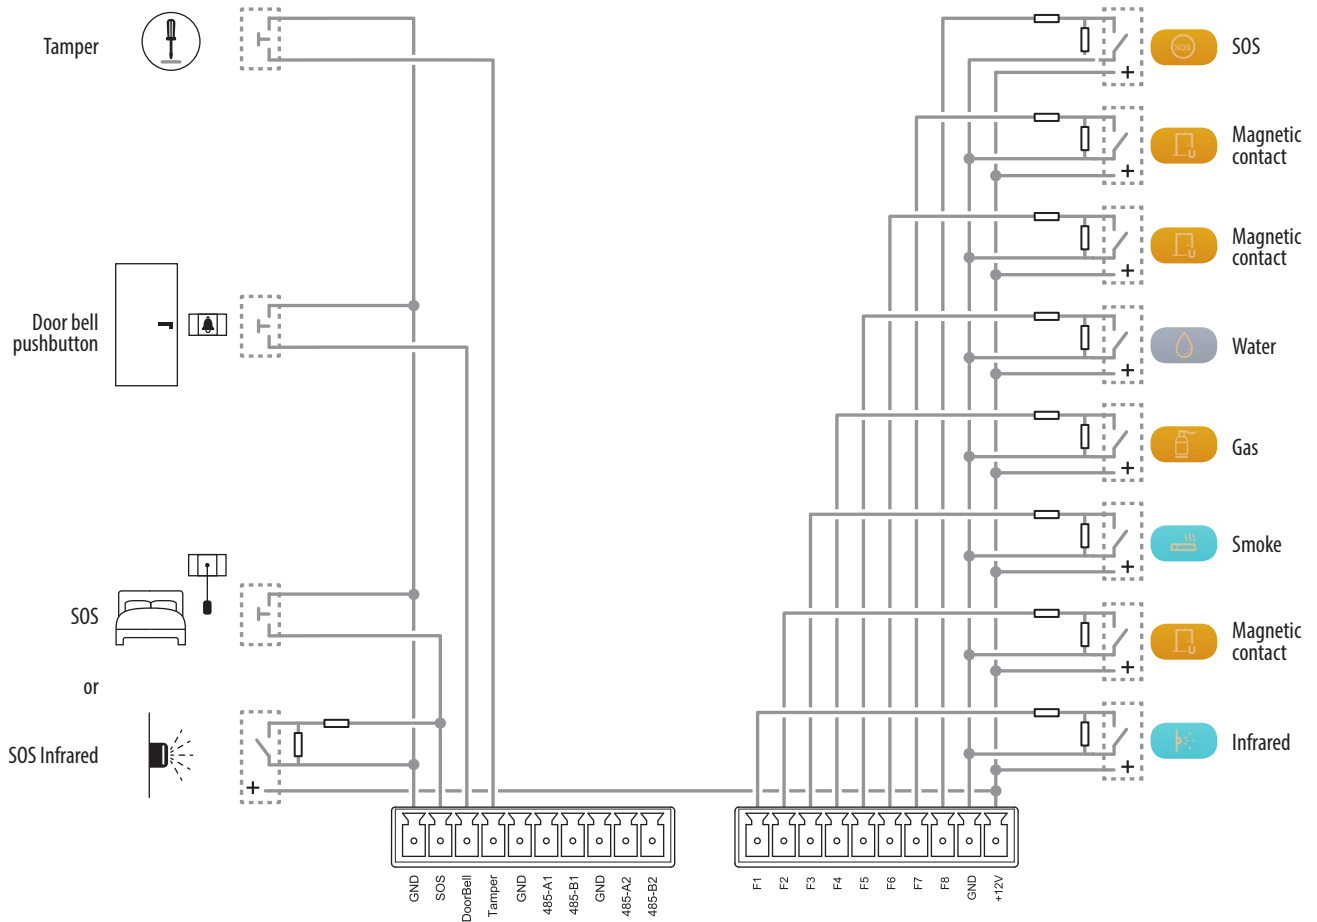 Tamper
Door bell
pushbutton
SOS
or
SOS Infrared
+
SOS
SOS
+
Magnetic
contact
+
Magnetic
contact
+
Water
+
Gas
+
Smoke
+
Magnetic
contact
+
Infrared
+
GND
SOS
DoorBell
Tamper
GND
485-A1
485-B1
GND
485-A2
485-B2
F1
F2
F3
F4
F5
F6
F7
F8
GND
+12V